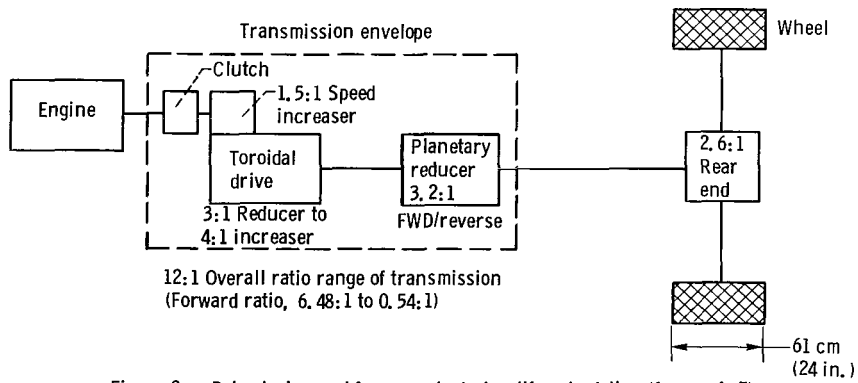 Transmission envelope
Wheel
Clutch
Engine
1.5:1 Speed
increaser
Toroidal
drive
Planetary
reducer
3.2:1
2.6:1
Rear
end
3:1 Reducer to
4:1 increaser
FWD/reverse
12:1 Overall ratio range of transmission
(Forward ratio, 6.48:1 to 0.54:1)
61 cm
(24 in.)